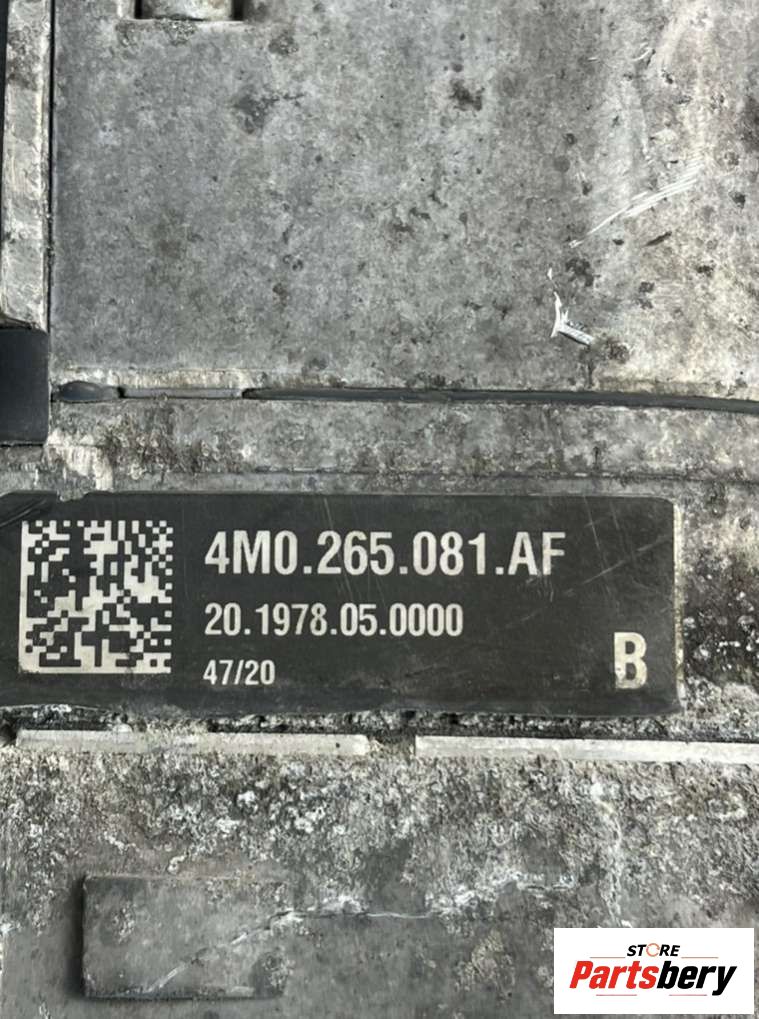 4M0.265.081.AF
20.1978.05.0000
47/20
B
STORE
Partsbery